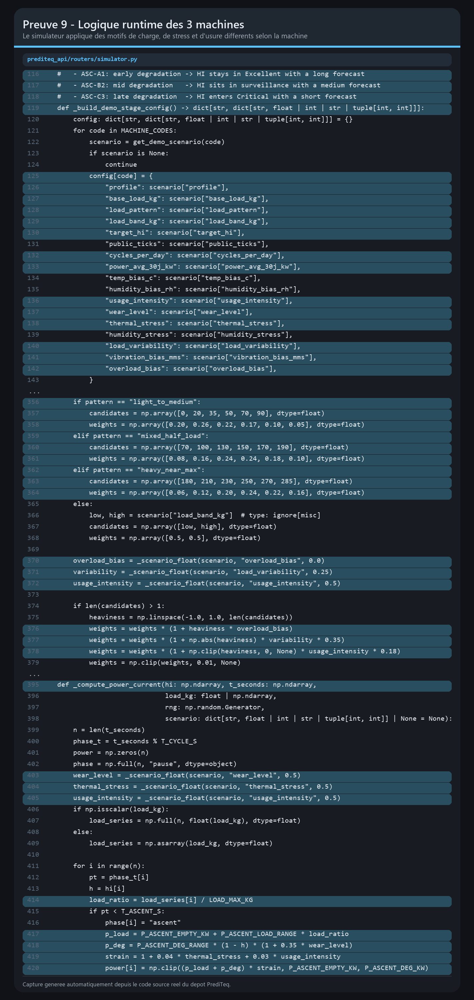 Preuve 9 - Logique runtime des 3 machines
Le simulateur applique des motifs de charge, de stress et d'usure differents selon la machine
prediteq_api/routers/simulator.py
116    #   - ASC-A1: early degradation -> HI stays in Excellent with a long forecast
117    #   - ASC-B2: mid degradation   -> HI sits in surveillance with a medium forecast
118    #   - ASC-C3: late degradation  -> HI enters Critical with a short forecast
119    def _build_demo_stage_config() -> dict[str, dict[str, float | int | str | tuple[int, int]]]:
120        config: dict[str, dict[str, float | int | str | tuple[int, int]]] = {}
121        for code in MACHINE_CODES:
122            scenario = get_demo_scenario(code)
123            if scenario is None:
124                continue
125            config[code] = {
126                "profile": scenario["profile"],
127                "base_load_kg": scenario["base_load_kg"],
128                "load_pattern": scenario["load_pattern"],
129                "load_band_kg": scenario["load_band_kg"],
130                "target_hi": scenario["target_hi"],
131                "public_ticks": scenario["public_ticks"],
132                "cycles_per_day": scenario["cycles_per_day"],
133                "power_avg_30j_kw": scenario["power_avg_30j_kw"],
134                "temp_bias_c": scenario["temp_bias_c"],
135                "humidity_bias_rh": scenario["humidity_bias_rh"],
136                "usage_intensity": scenario["usage_intensity"],
137                "wear_level": scenario["wear_level"],
138                "thermal_stress": scenario["thermal_stress"],
139                "humidity_stress": scenario["humidity_stress"],
140                "load_variability": scenario["load_variability"],
141                "vibration_bias_mms": scenario["vibration_bias_mms"],
142                "overload_bias": scenario["overload_bias"],
143            }
...
356        if pattern == "light_to_medium":
357            candidates = np.array([0, 20, 35, 50, 70, 90], dtype=float)
358            weights = np.array([0.20, 0.26, 0.22, 0.17, 0.10, 0.05], dtype=float)
359        elif pattern == "mixed_half_load":
360            candidates = np.array([70, 100, 130, 150, 170, 190], dtype=float)
361            weights = np.array([0.08, 0.16, 0.24, 0.24, 0.18, 0.10], dtype=float)
362        elif pattern == "heavy_near_max":
363            candidates = np.array([180, 210, 230, 250, 270, 285], dtype=float)
364            weights = np.array([0.06, 0.12, 0.20, 0.24, 0.22, 0.16], dtype=float)
365        else:
366            low, high = scenario["load_band_kg"]  # type: ignore[misc]
367            candidates = np.array([low, high], dtype=float)
368            weights = np.array([0.5, 0.5], dtype=float)
369
370        overload_bias = _scenario_float(scenario, "overload_bias", 0.0)
371        variability = _scenario_float(scenario, "load_variability", 0.25)
372        usage_intensity = _scenario_float(scenario, "usage_intensity", 0.5)
373
374        if len(candidates) > 1:
375            heaviness = np.linspace(-1.0, 1.0, len(candidates))
376            weights = weights * (1 + heaviness * overload_bias)
377            weights = weights * (1 + np.abs(heaviness) * variability * 0.35)
378            weights = weights * (1 + np.clip(heaviness, 0, None) * usage_intensity * 0.18)
379            weights = np.clip(weights, 0.01, None)
...
395    def _compute_power_current(hi: np.ndarray, t_seconds: np.ndarray,
396                               load_kg: float | np.ndarray,
397                               rng: np.random.Generator,
398                               scenario: dict[str, float | int | str | tuple[int, int]] | None = None):
399        n = len(t_seconds)
400        phase_t = t_seconds % T_CYCLE_S
401        power = np.zeros(n)
402        phase = np.full(n, "pause", dtype=object)
403        wear_level = _scenario_float(scenario, "wear_level", 0.5)
404        thermal_stress = _scenario_float(scenario, "thermal_stress", 0.5)
405        usage_intensity = _scenario_float(scenario, "usage_intensity", 0.5)
406        if np.isscalar(load_kg):
407            load_series = np.full(n, float(load_kg), dtype=float)
408        else:
409            load_series = np.asarray(load_kg, dtype=float)
410
411        for i in range(n):
412            pt = phase_t[i]
413            h = hi[i]
414            load_ratio = load_series[i] / LOAD_MAX_KG
415            if pt < T_ASCENT_S:
416                phase[i] = "ascent"
417                p_load = P_ASCENT_EMPTY_KW + P_ASCENT_LOAD_RANGE * load_ratio
418                p_deg = P_ASCENT_DEG_RANGE * (1 - h) * (1 + 0.35 * wear_level)
419                strain = 1 + 0.04 * thermal_stress + 0.03 * usage_intensity
420                power[i] = np.clip((p_load + p_deg) * strain, P_ASCENT_EMPTY_KW, P_ASCENT_DEG_KW)
Capture generee automatiquement depuis le code source reel du depot PrediTeq.